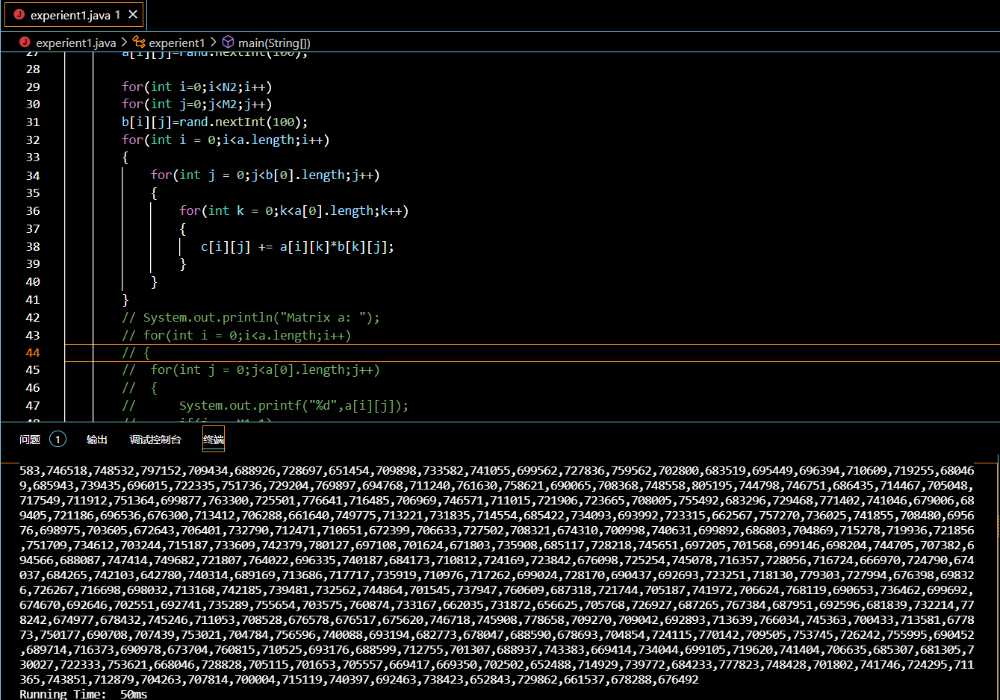 experient1.java 1
experient1.java > experient1 > main(String[])
27 a[i][j]=rand.nextInt(100);
28
29 for(int i=0;i<N2;i++)
30 for(int j=0;j<M2;j++)
31 b[i][j]=rand.nextInt(100);
32 for(int i = 0;i<a.length;i++)
33 {
34 for(int j = 0;j<b[0].length;j++)
35 {
36 for(int k = 0;k<a[0].length;k++)
37 {
38 c[i][j] += a[i][k]*b[k][j];
39 }
40 }
41 }
42 // System.out.println("Matrix a: ");
43 // for(int i = 0;i<a.length;i++)
44 // {
45 // for(int j = 0;j<a[0].length;j++)
46 // {
47 // System.out.printf("%d",a[i][j]);
问题 1 输出 调试控制台 终端
583,746518,748532,797152,709434,688926,728697,651454,709898,733582,741055,699562,727836,759562,702800,683519,695449,696394,710609,719255,68046
9,685943,739435,696015,722335,751736,729204,769897,694768,711240,761630,758621,690065,708368,748558,805195,744798,746751,686435,714467,705048,
717549,711912,751364,699877,763300,725501,776641,716485,706969,746571,711015,721906,723665,708005,755492,683296,729468,771402,741046,679006,68
9405,721186,696536,676300,713412,706288,661640,749775,713221,731835,714554,685422,734093,693992,723315,662567,757270,736025,741855,708480,6956
76,698975,703605,672643,706401,732790,712471,710651,672399,706633,727502,708321,674310,700998,740631,699892,686803,704869,715278,719936,721856
,751709,734612,703244,715187,733609,742379,780127,697108,701624,671803,735908,685117,728218,745651,697205,701568,699146,698204,744705,707382,6
94566,688087,747414,749682,721807,764022,696335,740187,684173,710812,724169,723842,676098,725254,745078,716357,728056,716724,666970,724790,674
037,684265,742103,642780,740314,689169,713686,717717,735919,710976,717262,699024,728170,690437,692693,723251,718130,779303,727994,676398,69832
6,726267,716698,698032,713168,742185,739481,732562,744864,701545,737947,760609,687318,721744,705187,741972,706624,768119,690653,736462,699692,
674670,692646,702551,692741,735289,755654,703575,760874,733167,662035,731872,656625,705768,726927,687265,767384,687951,692596,681839,732214,77
8242,674977,678432,745246,711053,708528,676578,676517,675620,746718,745908,778658,709270,709042,692893,713639,766034,745363,700433,713581,6778
73,750177,690708,707439,753021,704784,756596,740088,693194,682773,678047,688590,678693,704854,724115,770142,709505,753745,726242,755995,690452
,689714,716373,690978,673704,760815,710525,693176,688599,712755,701307,688937,743383,669414,734044,699105,719620,741404,706635,685307,681305,7
30027,722333,753621,668046,728828,705115,701653,705557,669417,669350,702502,652488,714929,739772,684233,777823,748428,701802,741746,724295,711
365,743851,712879,704263,707814,700004,715119,740397,692463,738423,652843,729862,661537,678288,676492
Running Time: 50ms